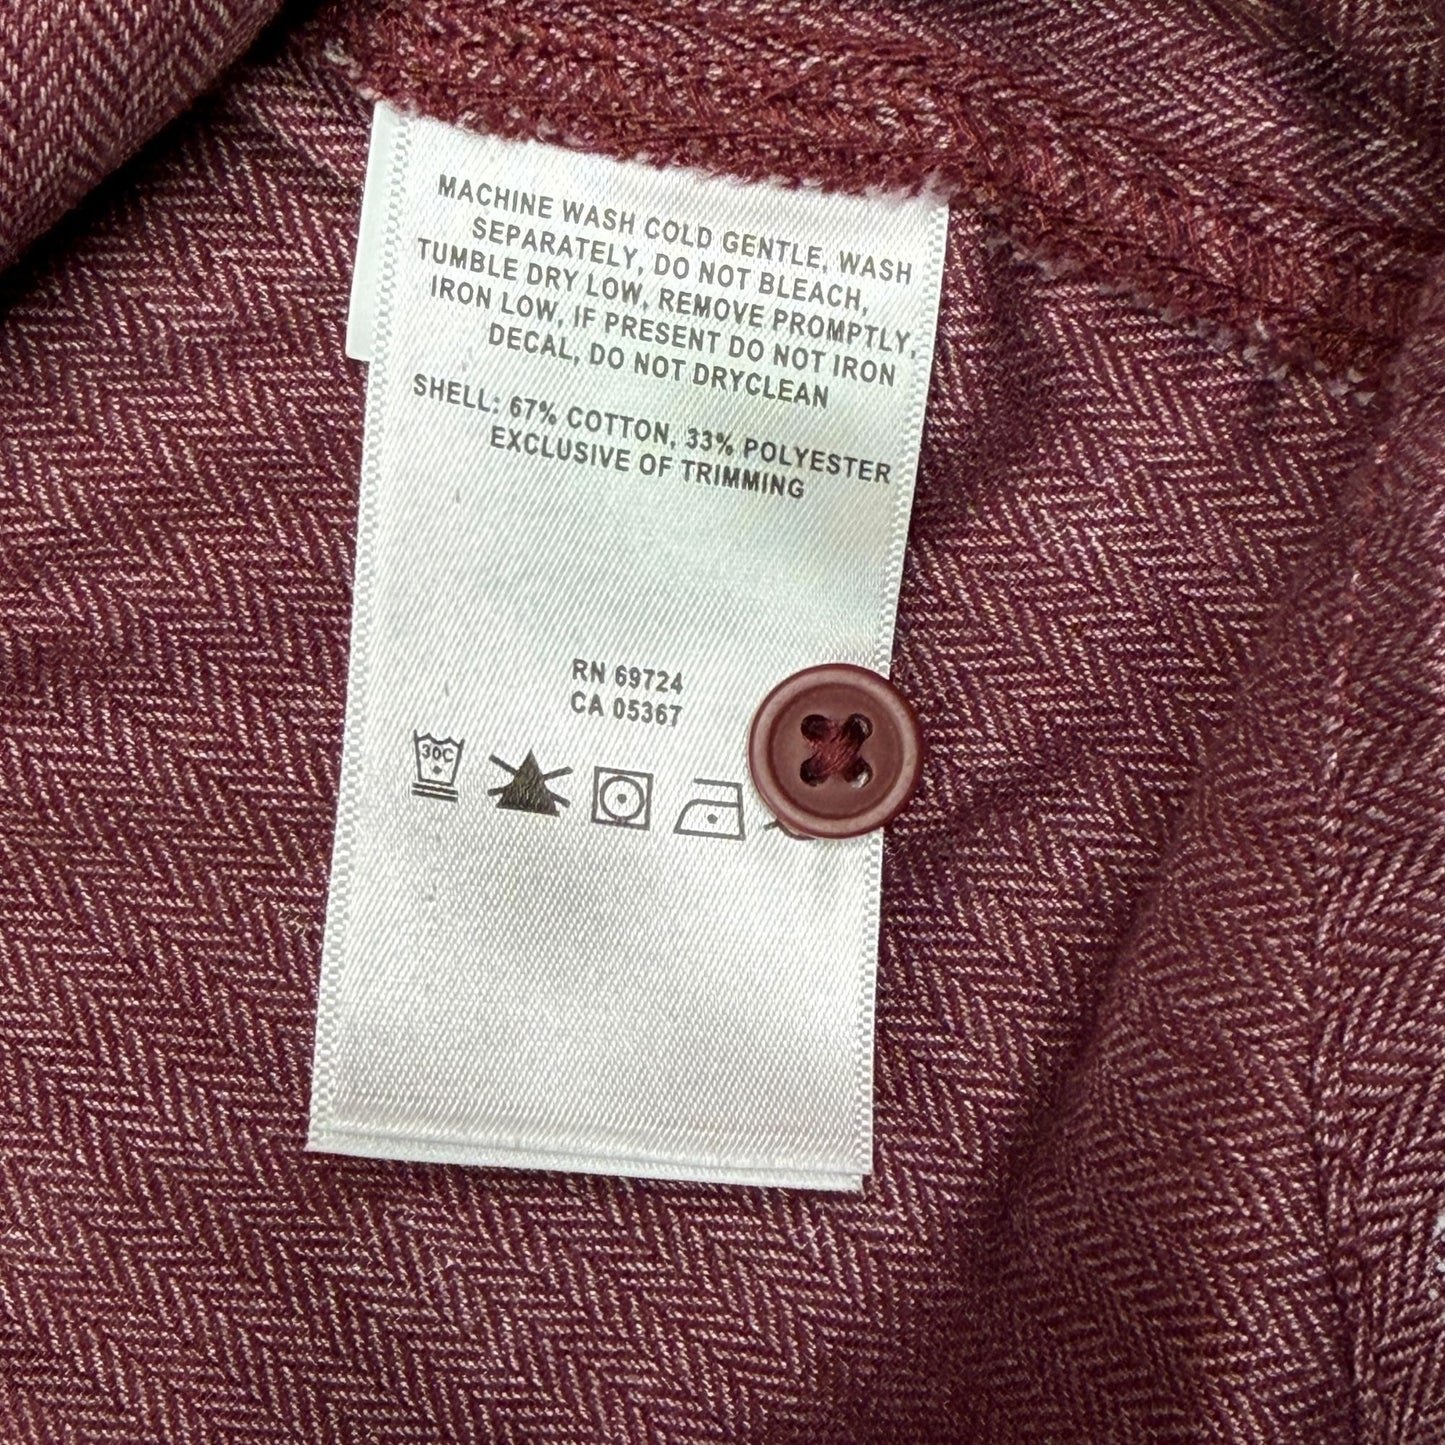 MACHINE WASH COLD GENTLE, WASH
SEPARATELY, DO NOT BLEACH,
TUMBLE DRY LOW, REMOVE PROMPTLY,
IRON LOW, IF PRESENT DO NOT IRON
DECAL, DO NOT DRYCLEAN
SHELL: 67% COTTON, 33% POLYESTER
EXCLUSIVE OF TRIMMING
RN 69724
CA 05367
30C